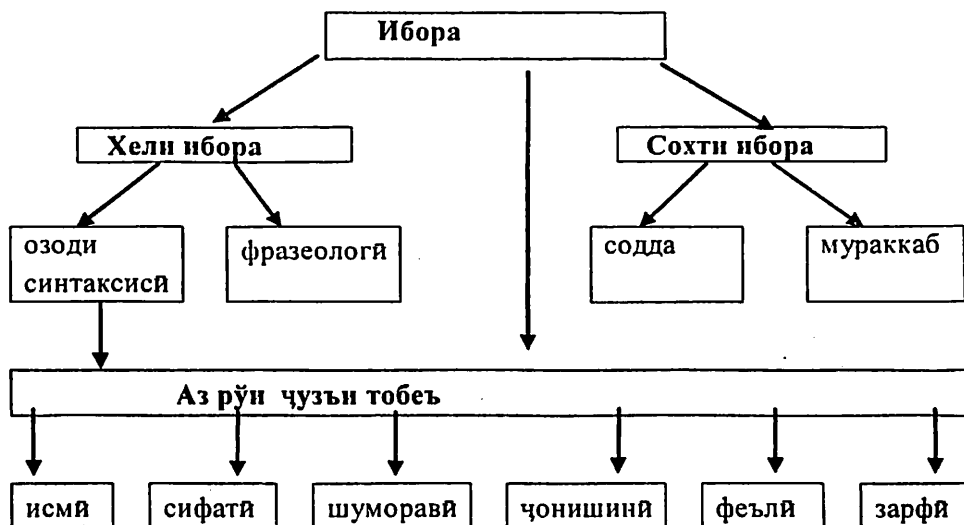 Ибора
Хели ибора
Сохти ибора
озоди
синтаксисӣ
фразеологӣ
содда
мураккаб
Аз рӯи ҷузъи тобеъ
исмӣ
сифатӣ
шуморавӣ
ҷонишинӣ
феълӣ
зарфӣ